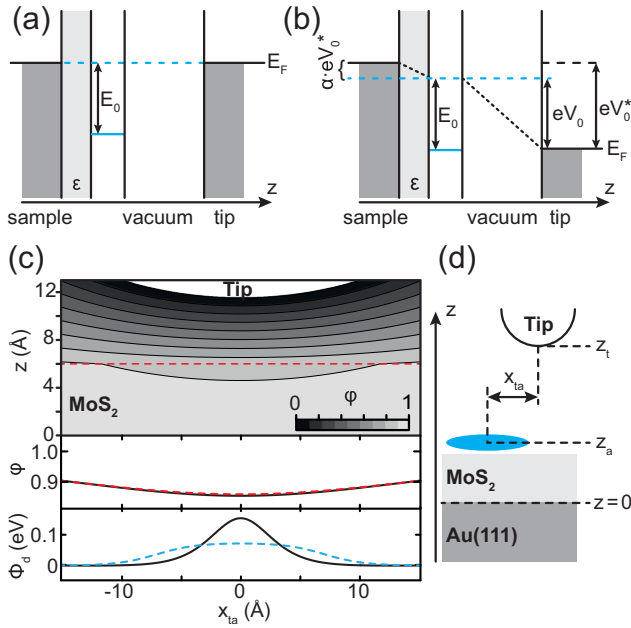 (a)
E_F
E_0
ε
z
sample
vacuum
tip
(b)
α·eV_0^*
E_0
eV_0
eV_0^*
E_F
ε
z
sample
vacuum
tip
(c)
Tip
12
8
4
0
z (Å)
MoS_2
0 φ 1
1.0
0.9
φ
0.1
0
Φ_d (eV)
-10 0 10
x_ta (Å)
(d)
z
Tip
z_t
x_ta
z_a
MoS_2
z=0
Au(111)